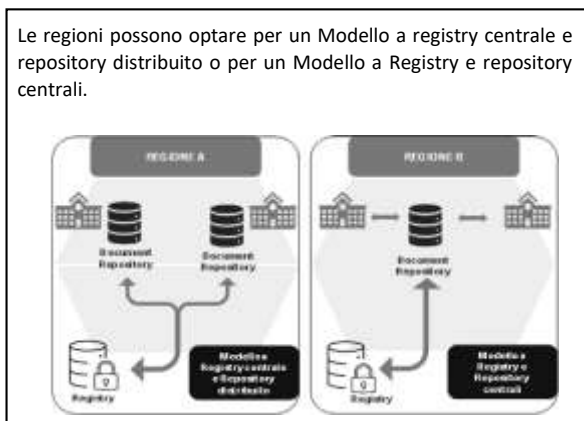 Le regioni possono optare per un Modello a registry centrale e
repository distribuito o per un Modello a Registry e repository
centrali.
REGIONE A
REGIONE B
Document
Repository
Document
Repository
Document
Repository
Registry
Modello a
Registry centrale
e Repository
distribuito
Registry
Modello a
Registry e
Repository
centrali